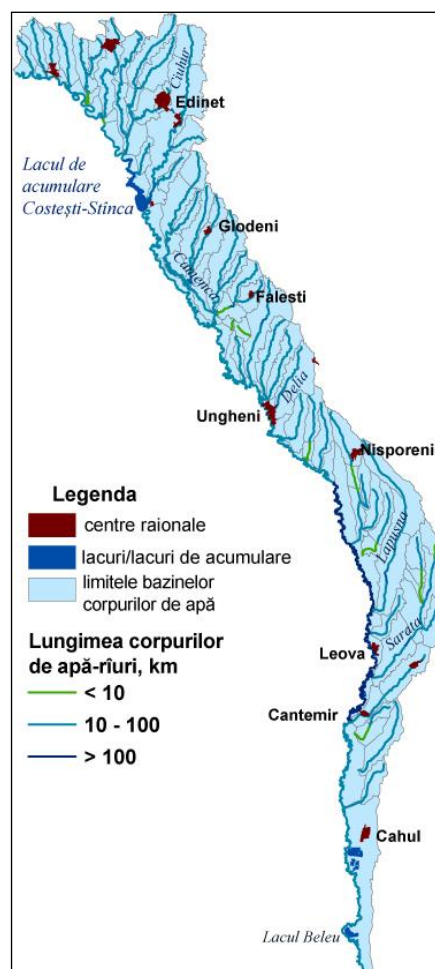 Ciuhur
Edineț
Lacul de
acumulare
Costești-Stînca
Glodeni
Camenca
Falesti
Delia
Ungheni
Nisporeni
Legenda
centre raionale
lacuri/lacuri de acumulare
limitele bazinelor
corpurilor de apă
Lapusna
Lungimea corpurilor
de apă-rîuri, km
Sarata
Leova
< 10
10 - 100
Cantemir
> 100
Cahul
Lacul Beleu